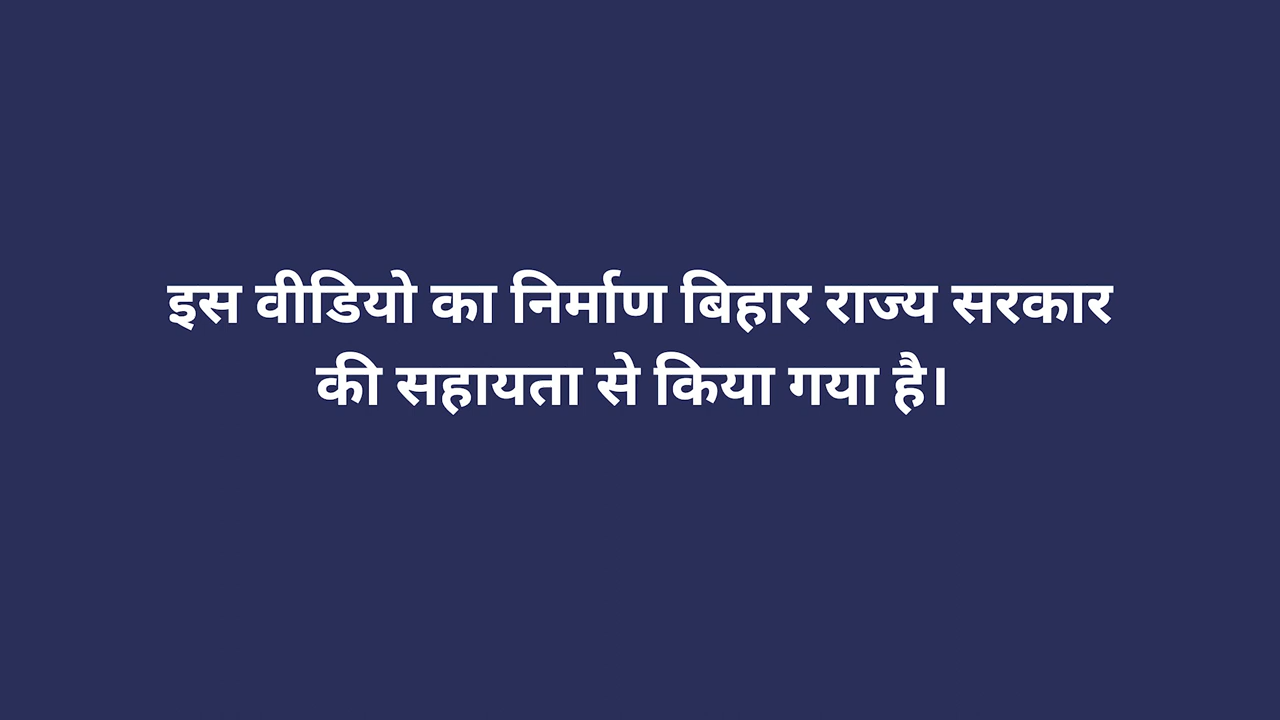 इस वीडियो का निर्माण बिहार राज्य सरकार
की सहायता से किया गया है।